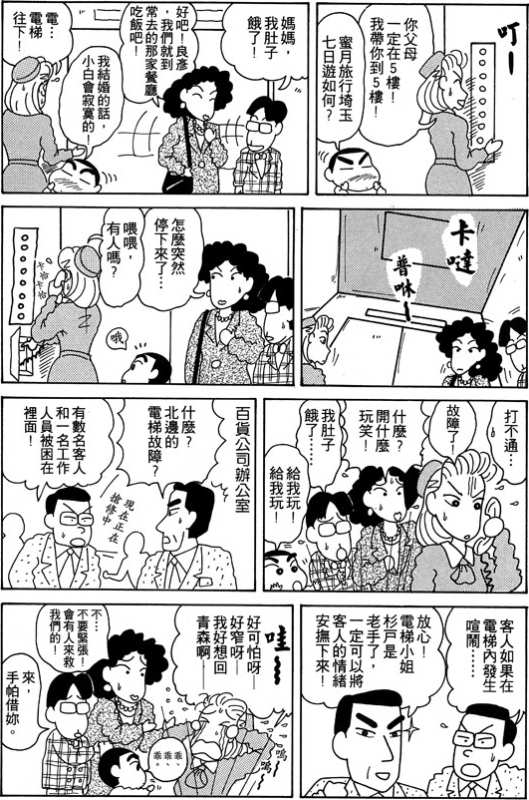 叮—
你父母
一定在5樓!
我帶你到5樓!
蜜月旅行埼玉
七日遊如何?
媽媽,
我肚子
餓了!
好吧!良彥
,我們就到
常去的那家餐廳
吃飯吧!
我結婚的話,
小白會寂寞的!
電…
電梯
往下!
卡噠
普咻—
怎麼突然
停下來了…
喂喂,
有人嗎?
卡恰卡恰
哦
打不通…
故障了!
什麼?
開什麼
玩笑!
我肚子
餓了…
給我玩!
給我玩!
百貨公司辦公室
什麼?
北邊的
電梯故障?
現在正在
搶修中
有數名客人
和一名工作
人員被困在
裡面!
客人如果在
電梯內發生
喧鬧…
放心!
電梯小姐
杉戸是
老手了,
一定可以將
客人的情緒
安撫下來!
哇—
好可怕呀—
好窄呀—
我好想回
青森啊—
嗚
嗚
乖乖乖
不…
不要緊張!
會有人來救
我們的!
來,
手帕借妳。